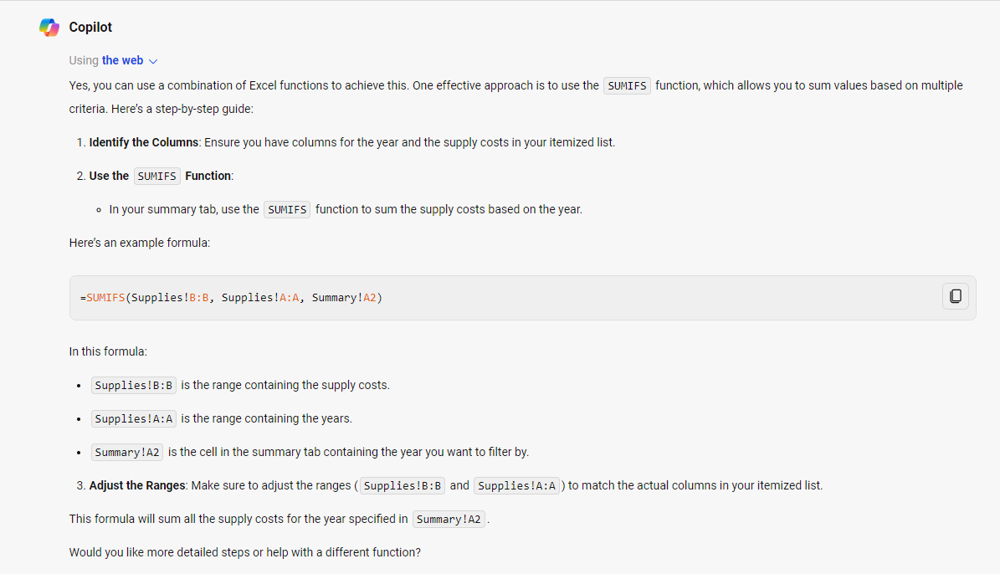 Copilot
Using the web
Yes, you can use a combination of Excel functions to achieve this. One effective approach is to use the SUMIFS function, which allows you to sum values based on multiple
criteria. Here’s a step-by-step guide:
1. Identify the Columns: Ensure you have columns for the year and the supply costs in your itemized list.
2. Use the SUMIFS Function:
In your summary tab, use the SUMIFS function to sum the supply costs based on the year.
Here’s an example formula:
=SUMIFS(Supplies!B:B, Supplies!A:A, Summary!A2)
In this formula:
• Supplies!B:B is the range containing the supply costs.
• Supplies!A:A is the range containing the years.
• Summary!A2 is the cell in the summary tab containing the year you want to filter by.
3. Adjust the Ranges: Make sure to adjust the ranges (Supplies!B:B and Supplies!A:A) to match the actual columns in your itemized list.
This formula will sum all the supply costs for the year specified in Summary!A2.
Would you like more detailed steps or help with a different function?